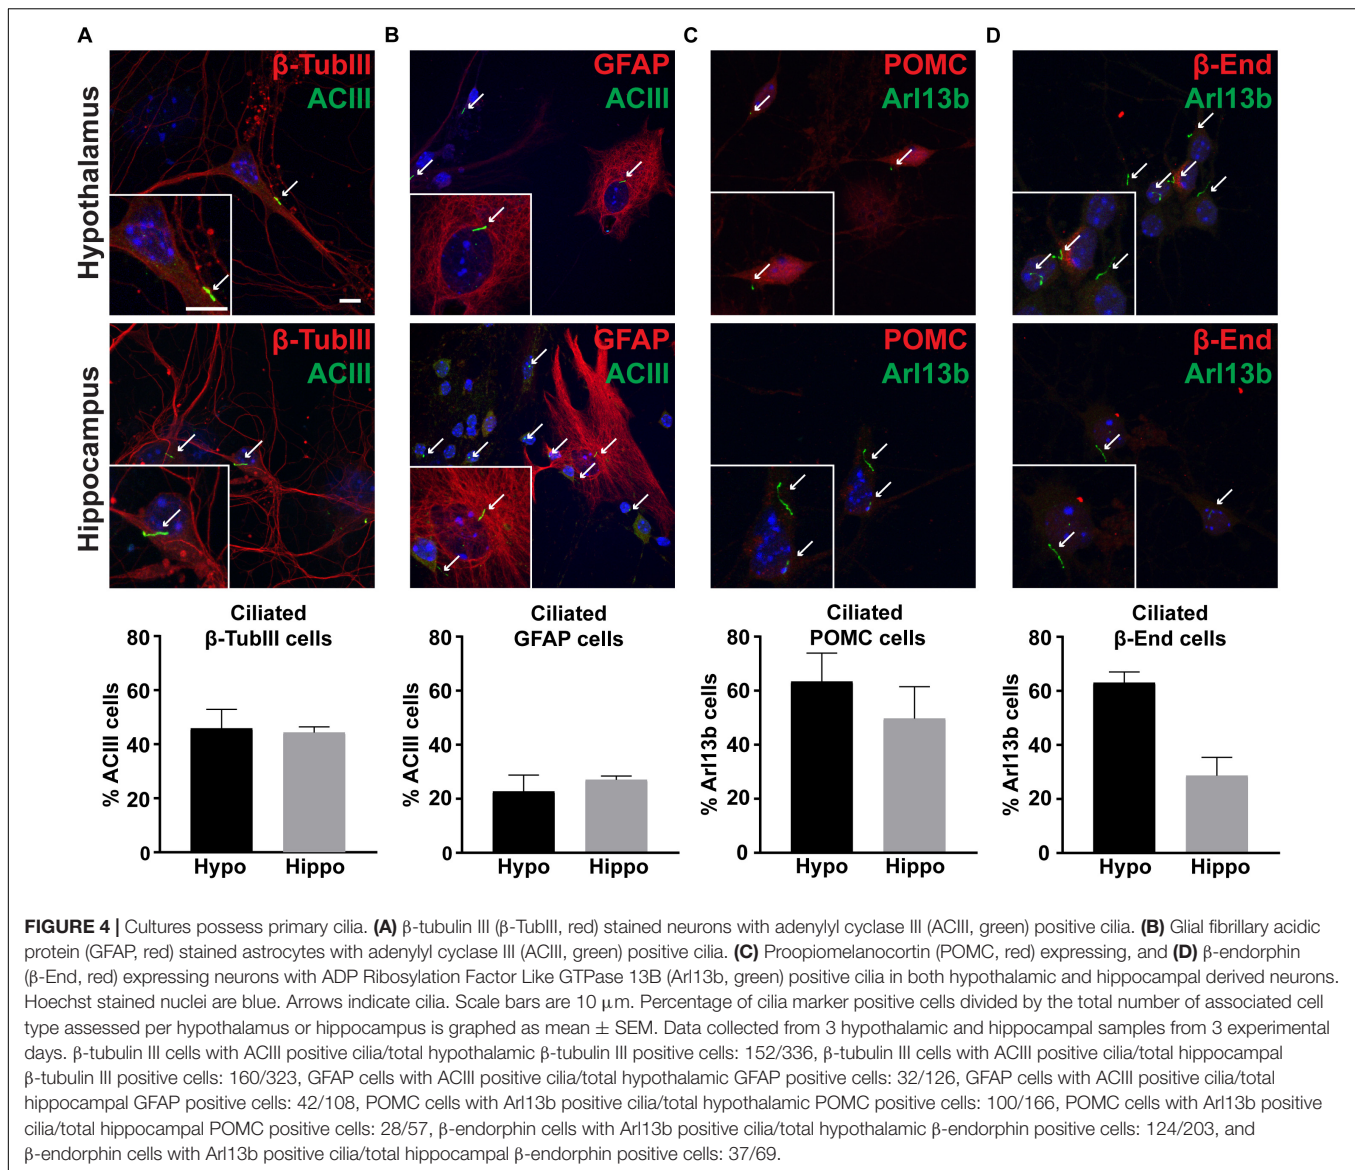 A
B
C
D
Hypothalamus
β-TubIII
ACIII
GFAP
ACIII
POMC
Arl13b
β-End
Arl13b
Hippocampus
β-TubIII
ACIII
GFAP
ACIII
POMC
Arl13b
β-End
Arl13b
Ciliated
β-TubIII cells
% ACIII cells
80
60
40
20
0
Hypo Hippo
Ciliated
GFAP cells
% ACIII cells
80
60
40
20
0
Hypo Hippo
Ciliated
POMC cells
% Arl13b cells
80
60
40
20
0
Hypo Hippo
Ciliated
β-End cells
% Arl13b cells
80
60
40
20
0
Hypo Hippo
FIGURE 4 | Cultures possess primary cilia. (A) β-tubulin III (β-TubIII, red) stained neurons with adenylyl cyclase III (ACIII, green) positive cilia. (B) Glial fibrillary acidic
protein (GFAP, red) stained astrocytes with adenylyl cyclase III (ACIII, green) positive cilia. (C) Proopiomelanocortin (POMC, red) expressing, and (D) β-endorphin
(β-End, red) expressing neurons with ADP Ribosylation Factor Like GTPase 13B (Arl13b, green) positive cilia in both hypothalamic and hippocampal derived neurons.
Hoechst stained nuclei are blue. Arrows indicate cilia. Scale bars are 10 μm. Percentage of cilia marker positive cells divided by the total number of associated cell
type assessed per hypothalamus or hippocampus is graphed as mean ± SEM. Data collected from 3 hypothalamic and hippocampal samples from 3 experimental
days. β-tubulin III cells with ACIII positive cilia/total hypothalamic β-tubulin III positive cells: 152/336, β-tubulin III cells with ACIII positive cilia/total hippocampal
β-tubulin III positive cells: 160/323, GFAP cells with ACIII positive cilia/total hypothalamic GFAP positive cells: 32/126, GFAP cells with ACIII positive cilia/total
hippocampal GFAP positive cells: 42/108, POMC cells with Arl13b positive cilia/total hypothalamic POMC positive cells: 100/166, POMC cells with Arl13b positive
cilia/total hippocampal POMC positive cells: 28/57, β-endorphin cells with Arl13b positive cilia/total hypothalamic β-endorphin positive cells: 124/203, and
β-endorphin cells with Arl13b positive cilia/total hippocampal β-endorphin positive cells: 37/69.